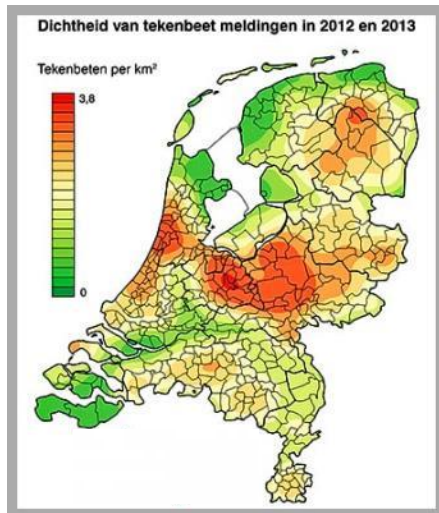 Dichtheid van tekenbeet meldingen in 2012 en 2013
Tekenbeten per km²
3,8
0